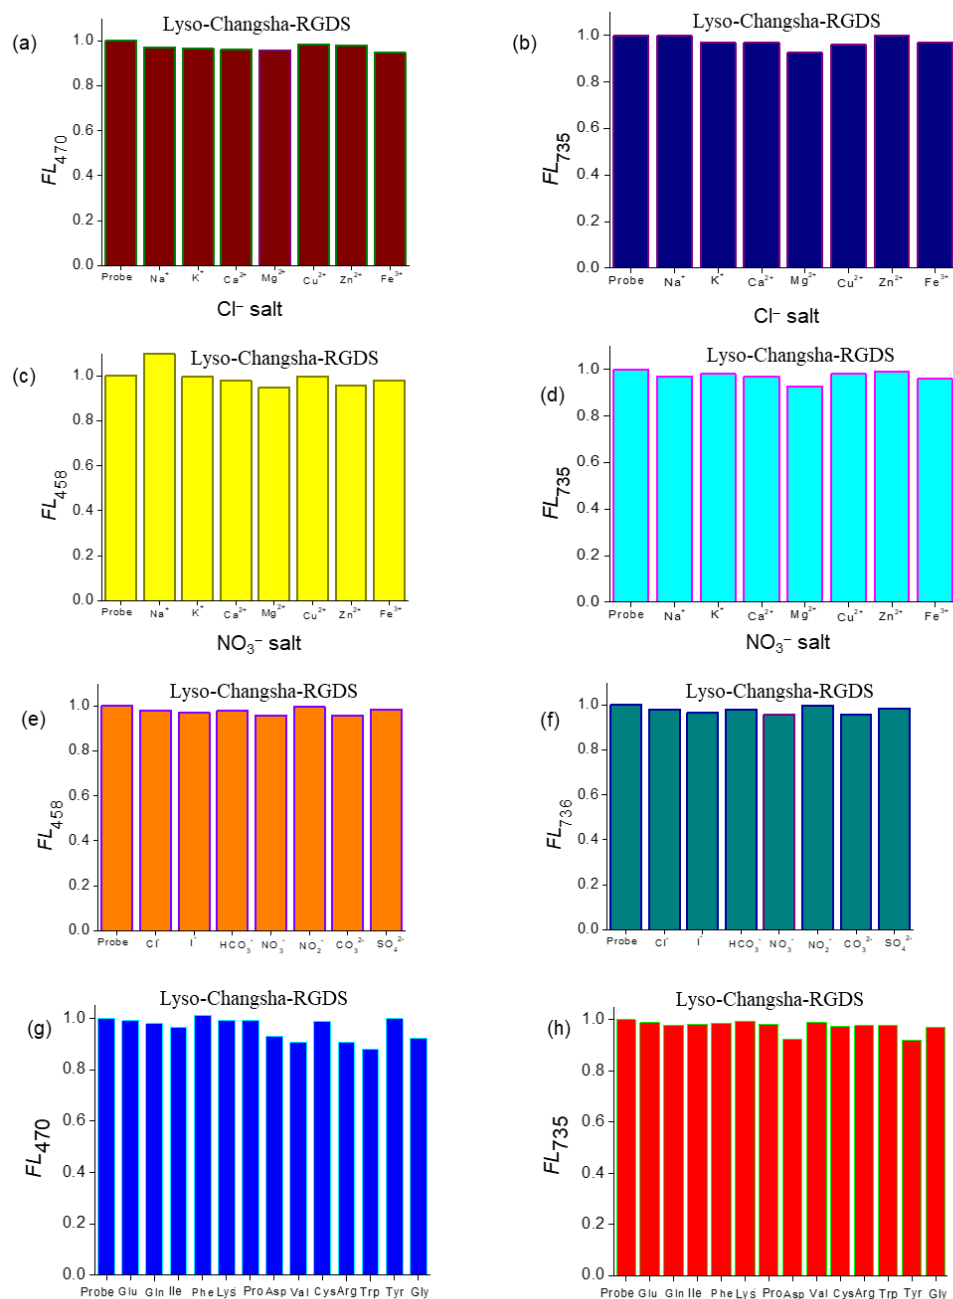 (a)
Lyso-Changsha-RGDS
FL470
1.0
0.8
0.6
0.4
0.2
0.0
Probe Na⁺ K⁺ Ca²⁺ Mg²⁺ Cu²⁺ Zn²⁺ Fe³⁺
Cl⁻ salt
(b)
Lyso-Changsha-RGDS
FL735
1.0
0.8
0.6
0.4
0.2
0.0
Probe Na⁺ K⁺ Ca²⁺ Mg²⁺ Cu²⁺ Zn²⁺ Fe³⁺
Cl⁻ salt
(c)
Lyso-Changsha-RGDS
FL458
1.0
0.8
0.6
0.4
0.2
0.0
Probe Na⁺ K⁺ Ca²⁺ Mg²⁺ Cu²⁺ Zn²⁺ Fe³⁺
NO₃⁻ salt
(d)
Lyso-Changsha-RGDS
FL735
1.0
0.8
0.6
0.4
0.2
0.0
Probe Na⁺ K⁺ Ca²⁺ Mg²⁺ Cu²⁺ Zn²⁺ Fe³⁺
NO₃⁻ salt
(e)
Lyso-Changsha-RGDS
FL458
1.0
0.8
0.6
0.4
0.2
0.0
Probe Cl⁻ I⁻ HCO₃⁻ NO₃⁻ NO₂⁻ CO₃²⁻ SO₄²⁻
(f)
Lyso-Changsha-RGDS
FL736
1.0
0.8
0.6
0.4
0.2
0.0
Probe Cl⁻ I⁻ HCO₃⁻ NO₃⁻ NO₂⁻ CO₃²⁻ SO₄²⁻
(g)
Lyso-Changsha-RGDS
FL470
1.0
0.8
0.6
0.4
0.2
0.0
Probe Glu Gln Ile Phe Lys Pro Asp Val Cys Arg Trp Tyr Gly
(h)
Lyso-Changsha-RGDS
FL735
1.0
0.8
0.6
0.4
0.2
0.0
Probe Glu Gln Ile Phe Lys Pro Asp Val Cys Arg Trp Tyr Gly